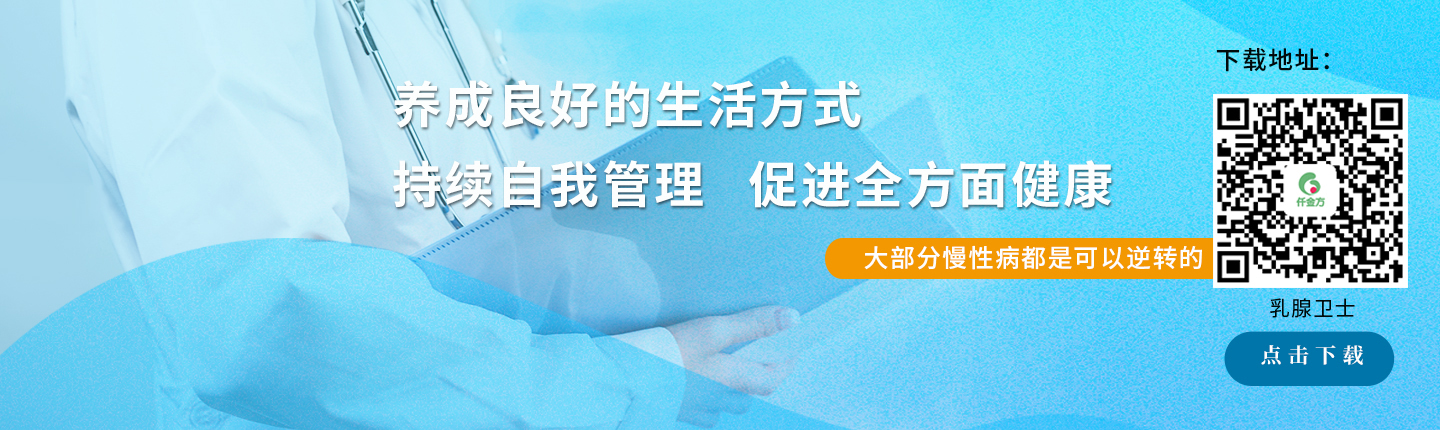 养成良好的生活方式
持续自我管理 促进全方面健康
大部分慢性病都是可以逆转的
下载地址：
仟金方
乳腺卫士
点击下载